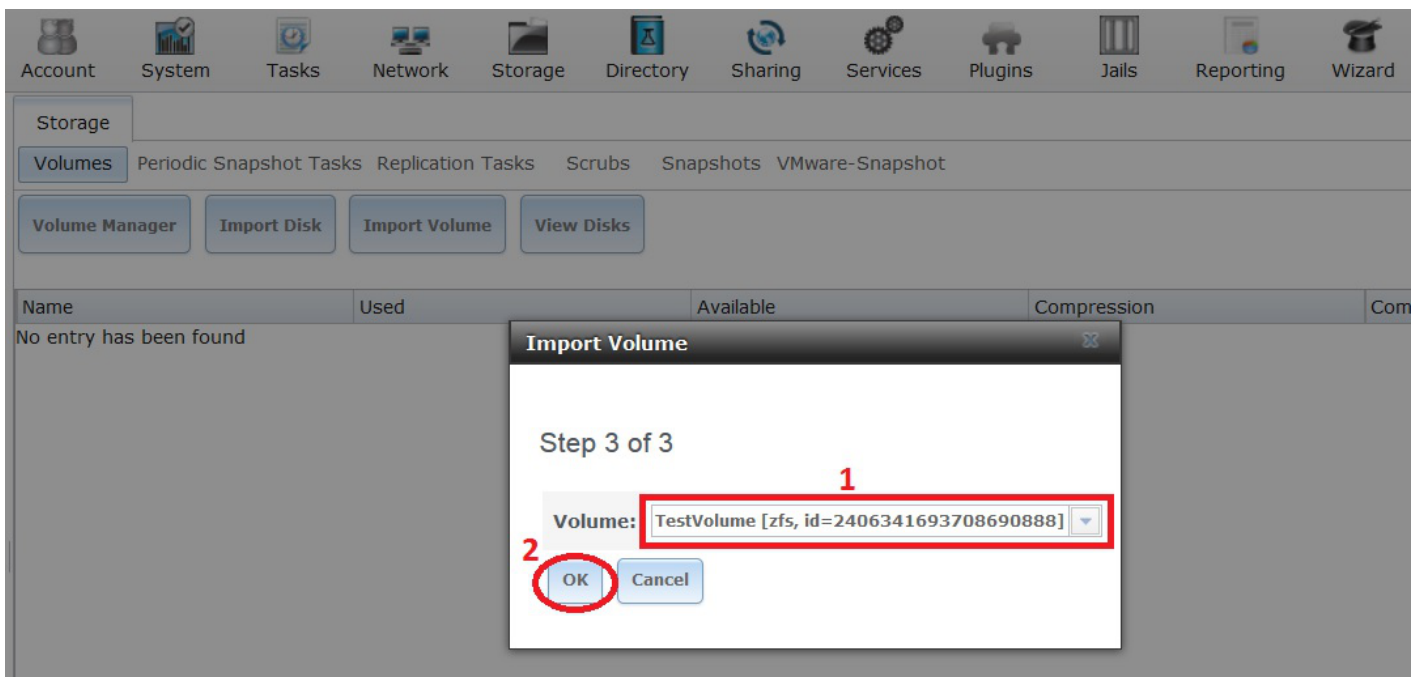 Account System Tasks Network Storage Directory Sharing Services Plugins Jails Reporting Wizard
Storage
Volumes Periodic Snapshot Tasks Replication Tasks Scrubs Snapshots VMware-Snapshot
Volume Manager Import Disk Import Volume View Disks
Name Used Available Compression Com
No entry has been found
Import Volume
Step 3 of 3
1
Volume: TestVolume [zfs, id=2406341693708690888]
2
OK Cancel